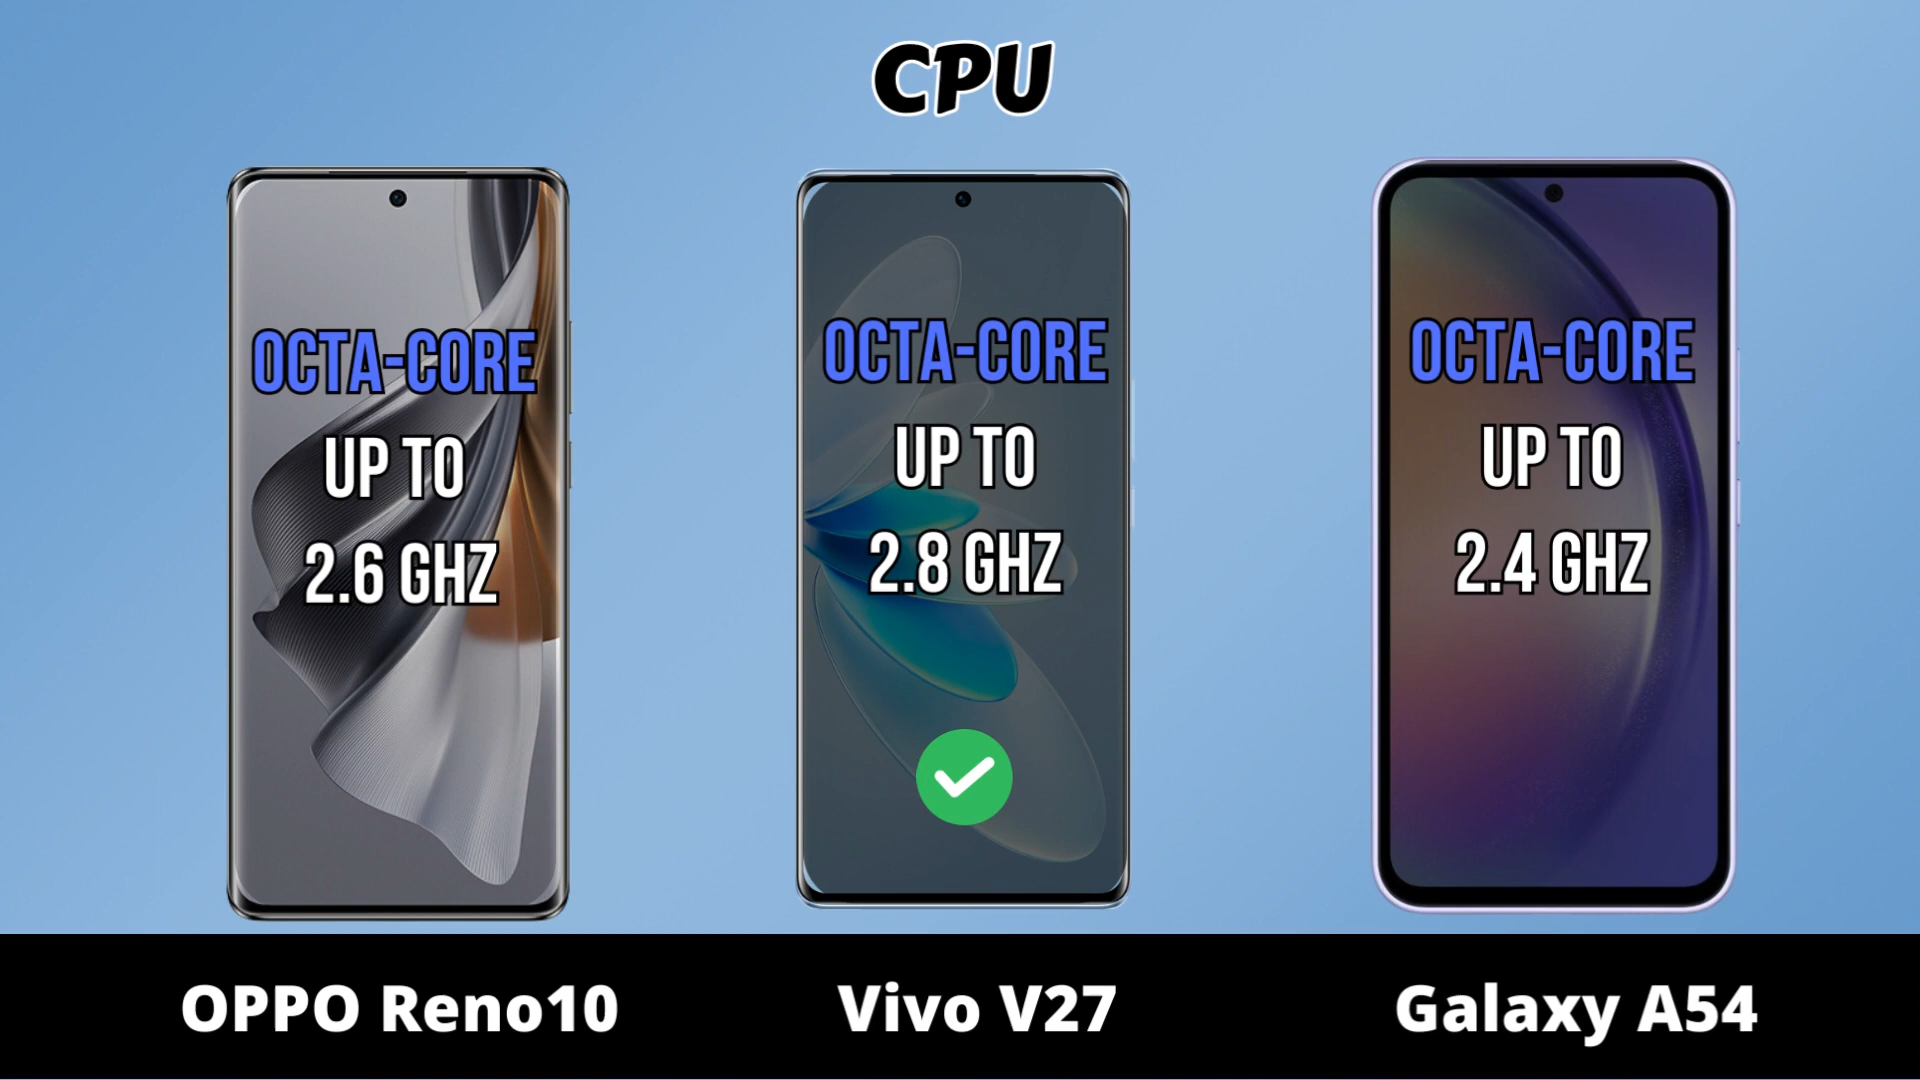 CPU
OCTA-CORE
UP TO
2.6 GHZ
OCTA-CORE
UP TO
2.8 GHZ
OCTA-CORE
UP TO
2.4 GHZ
OPPO Reno10
Vivo V27
Galaxy A54